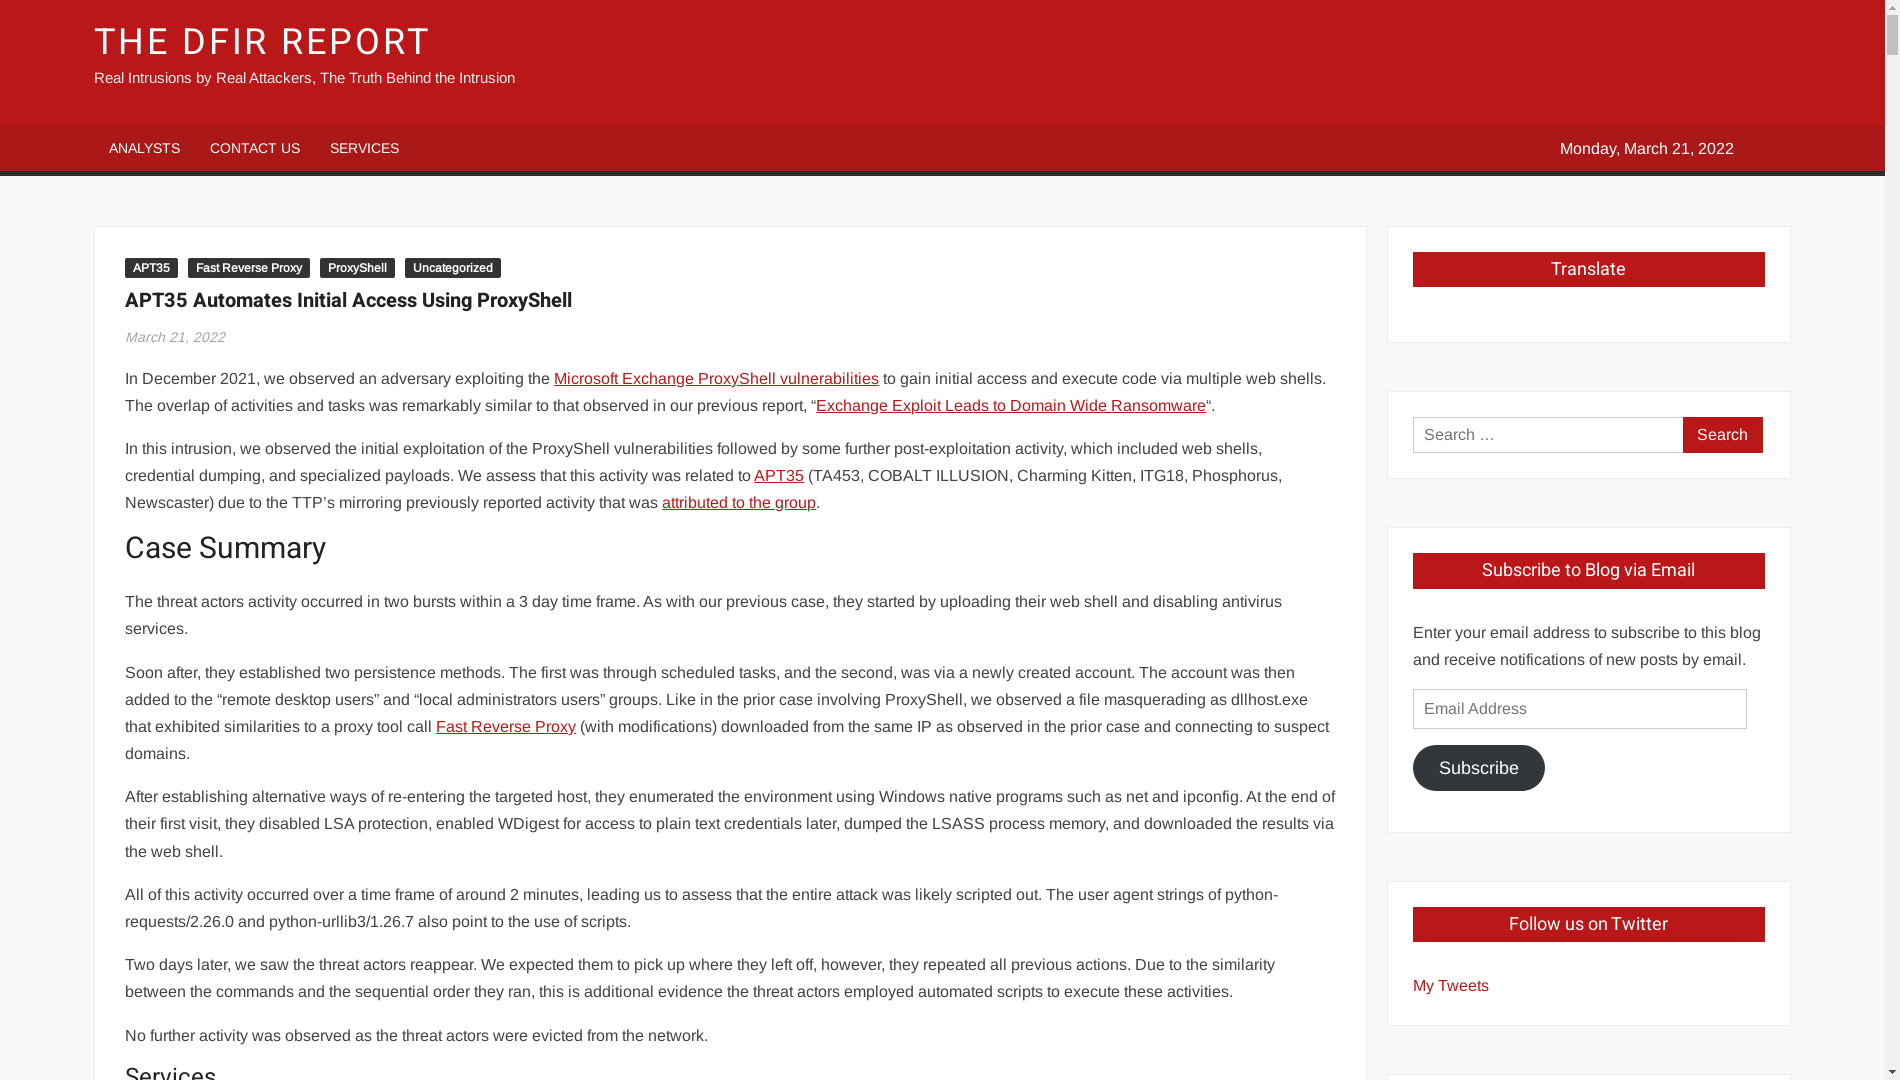 THE DFIR REPORT
Real Intrusions by Real Attackers, The Truth Behind the Intrusion
ANALYSTS CONTACT US SERVICES Monday, March 21, 2022
APT35 Fast Reverse Proxy ProxyShell Uncategorized
APT35 Automates Initial Access Using ProxyShell
March 21, 2022
In December 2021, we observed an adversary exploiting the Microsoft Exchange ProxyShell vulnerabilities to gain initial access and execute code via multiple web shells.
The overlap of activities and tasks was remarkably similar to that observed in our previous report, “Exchange Exploit Leads to Domain Wide Ransomware“.
In this intrusion, we observed the initial exploitation of the ProxyShell vulnerabilities followed by some further post-exploitation activity, which included web shells,
credential dumping, and specialized payloads. We assess that this activity was related to APT35 (TA453, COBALT ILLUSION, Charming Kitten, ITG18, Phosphorus,
Newscaster) due to the TTP’s mirroring previously reported activity that was attributed to the group.
Case Summary
The threat actors activity occurred in two bursts within a 3 day time frame. As with our previous case, they started by uploading their web shell and disabling antivirus
services.
Soon after, they established two persistence methods. The first was through scheduled tasks, and the second, was via a newly created account. The account was then
added to the “remote desktop users” and “local administrators users” groups. Like in the prior case involving ProxyShell, we observed a file masquerading as dllhost.exe
that exhibited similarities to a proxy tool call Fast Reverse Proxy (with modifications) downloaded from the same IP as observed in the prior case and connecting to suspect
domains.
After establishing alternative ways of re-entering the targeted host, they enumerated the environment using Windows native programs such as net and ipconfig. At the end of
their first visit, they disabled LSA protection, enabled WDigest for access to plain text credentials later, dumped the LSASS process memory, and downloaded the results via
the web shell.
All of this activity occurred over a time frame of around 2 minutes, leading us to assess that the entire attack was likely scripted out. The user agent strings of python-
requests/2.26.0 and python-urllib3/1.26.7 also point to the use of scripts.
Two days later, we saw the threat actors reappear. We expected them to pick up where they left off, however, they repeated all previous actions. Due to the similarity
between the commands and the sequential order they ran, this is additional evidence the threat actors employed automated scripts to execute these activities.
No further activity was observed as the threat actors were evicted from the network.
Services
Translate
Search … Search
Subscribe to Blog via Email
Enter your email address to subscribe to this blog
and receive notifications of new posts by email.
Email Address
Subscribe
Follow us on Twitter
My Tweets